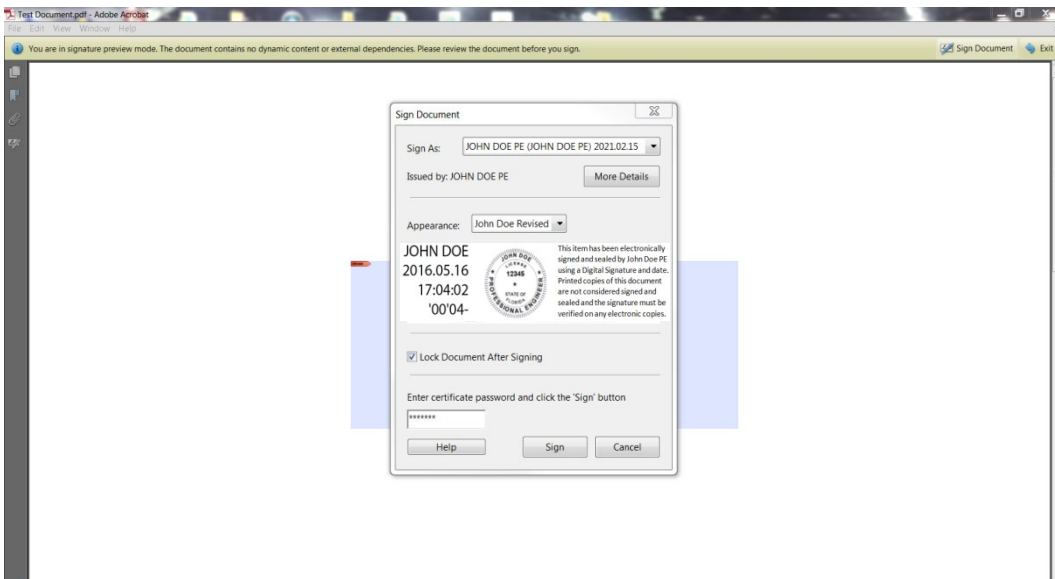 Test Document.pdf - Adobe Acrobat
File Edit View Window Help
You are in signature preview mode. The document contains no dynamic content or external dependencies. Please review the document before you sign.
Sign Document
Exit
Sign Document
Sign As:
JOHN DOE PE (JOHN DOE PE) 2021.02.15
Issued by: JOHN DOE PE
More Details
Appearance:
John Doe Revised
JOHN DOE
2016.05.16
17:04:02
'00'04-
JOHN DOE
LICENSE
12345
STATE OF
FLORIDA
PROFESSIONAL ENGINEER
This item has been electronically
signed and sealed by John Doe PE
using a Digital Signature and date.
Printed copies of this document
are not considered signed and
sealed and the signature must be
verified on any electronic copies.
Lock Document After Signing
Enter certificate password and click the 'Sign' button
*******
Help
Sign
Cancel